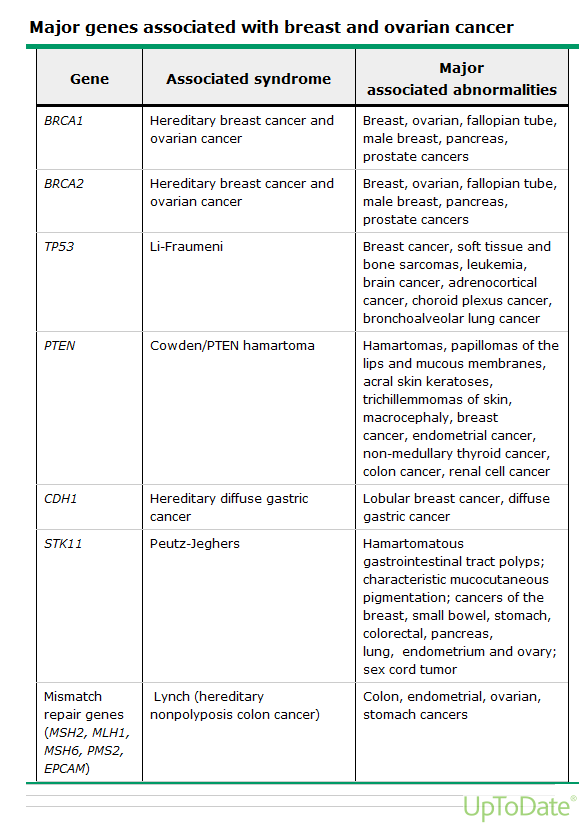 Major genes associated with breast and ovarian cancer
Gene
Associated syndrome
Major
associated abnormalities
BRCA1
Hereditary breast cancer and
ovarian cancer
Breast, ovarian, fallopian tube,
male breast, pancreas,
prostate cancers
BRCA2
Hereditary breast cancer and
ovarian cancer
Breast, ovarian, fallopian tube,
male breast, pancreas,
prostate cancers
TP53
Li-Fraumeni
Breast cancer, soft tissue and
bone sarcomas, leukemia,
brain cancer, adrenocortical
cancer, choroid plexus cancer,
bronchoalveolar lung cancer
PTEN
Cowden/PTEN hamartoma
Hamartomas, papillomas of the
lips and mucous membranes,
acral skin keratoses,
trichillemmomas of skin,
macrocephaly, breast
cancer, endometrial cancer,
non-medullary thyroid cancer,
colon cancer, renal cell cancer
CDH1
Hereditary diffuse gastric
cancer
Lobular breast cancer, diffuse
gastric cancer
STK11
Peutz-Jeghers
Hamartomatous
gastrointestinal tract polyps;
characteristic mucocutaneous
pigmentation; cancers of the
breast, small bowel, stomach,
colorectal, pancreas,
lung, endometrium and ovary;
sex cord tumor
Mismatch
repair genes
(MSH2, MLH1,
MSH6, PMS2,
EPCAM)
Lynch (hereditary
nonpolyposis colon cancer)
Colon, endometrial, ovarian,
stomach cancers
UpToDate®